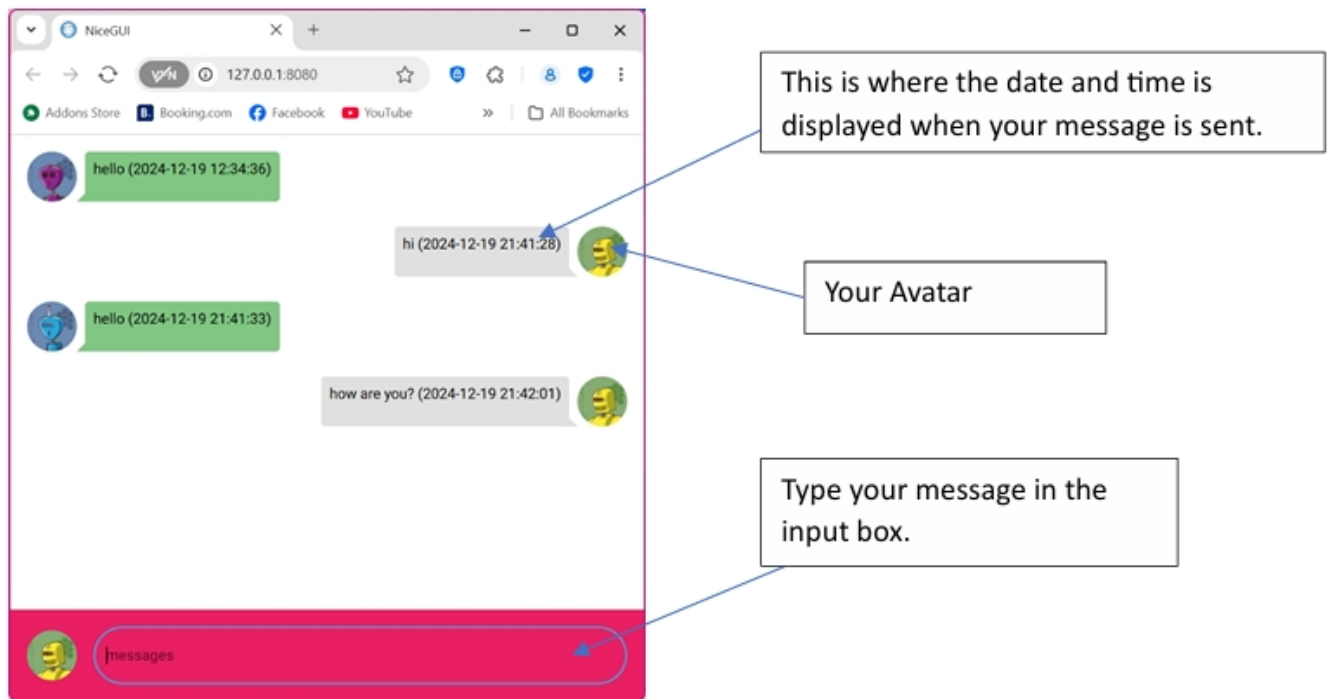 NiceGUI
VPN 127.0.0.1:8080
Addons Store B. Booking.com Facebook YouTube » All Bookmarks
This is where the date and time is
displayed when your message is sent.
hello (2024-12-19 12:34:36)
hi (2024-12-19 21:41:28)
Your Avatar
hello (2024-12-19 21:41:33)
how are you? (2024-12-19 21:42:01)
Type your message in the
input box.
messages